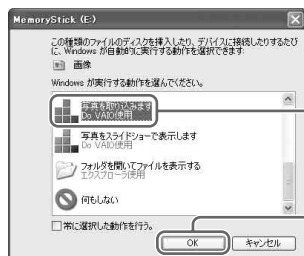 MemoryStick (E:)
この種類のファイルのディスクを挿入したり、デバイスに接続したりするたび
に、Windows が自動的に実行する動作を選択できます:
画像
Windows が実行する動作を選んでください。
写真を取り込みます
Do VAIO使用
写真をスライドショーで表示します
Do VAIO使用
フォルダを開いてファイルを表示する
エクスプローラ使用
何もしない
常に選択した動作を行う。
OK
キャンセル